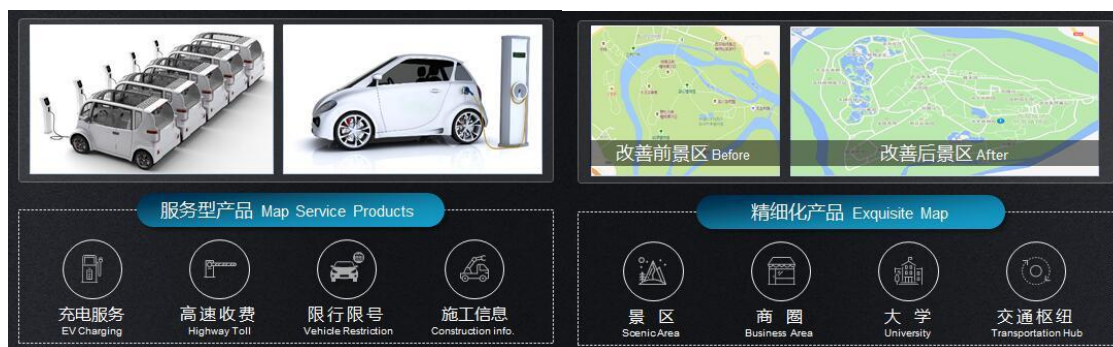 改善前景区 Before
改善后景区 After
服务型产品 Map Service Products
充电服务
EV Charging
高速收费
Highway Toll
限行限号
Vehicle Restriction
施工信息
Construction info.
精细化产品 Exquisite Map
景 区
Scenic Area
商 圈
Business Area
大 学
University
交通枢纽
Transportation Hub